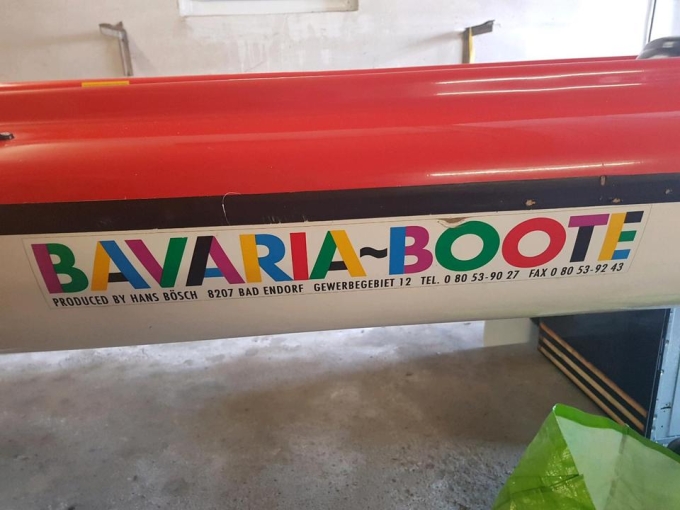 BAVARIA~BOOTE
PRODUCED BY HANS BÖSCH 8207 BAD ENDORF GEWERBEGEBIET 12 TEL. 0 80 53-90 27 FAX 0 80 53-92 43